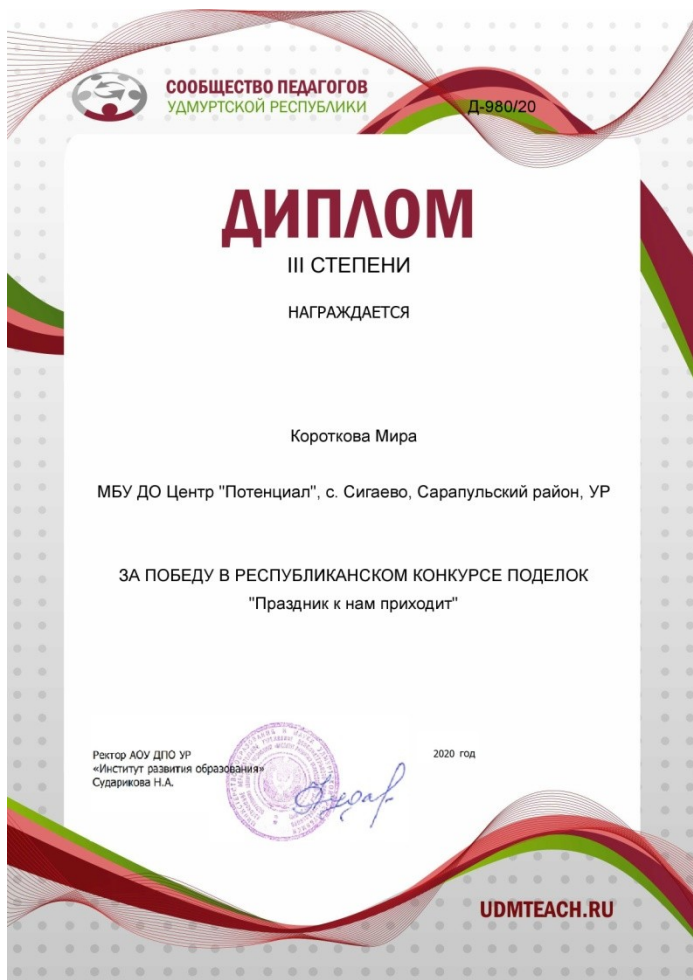 СООБЩЕСТВО ПЕДАГОГОВ
УДМУРТСКОЙ РЕСПУБЛИКИ
Д-980/20
ДИПЛОМ
III СТЕПЕНИ
НАГРАЖДАЕТСЯ
Короткова Мира
МБУ ДО Центр "Потенциал", с. Сигаево, Сарапульский район, УР
ЗА ПОБЕДУ В РЕСПУБЛИКАНСКОМ КОНКУРСЕ ПОДЕЛОК
"Праздник к нам приходит"
Ректор АОУ ДПО УР
«Институт развития образования»
Сударикова Н.А.
2020 год
UDMTEACH.RU